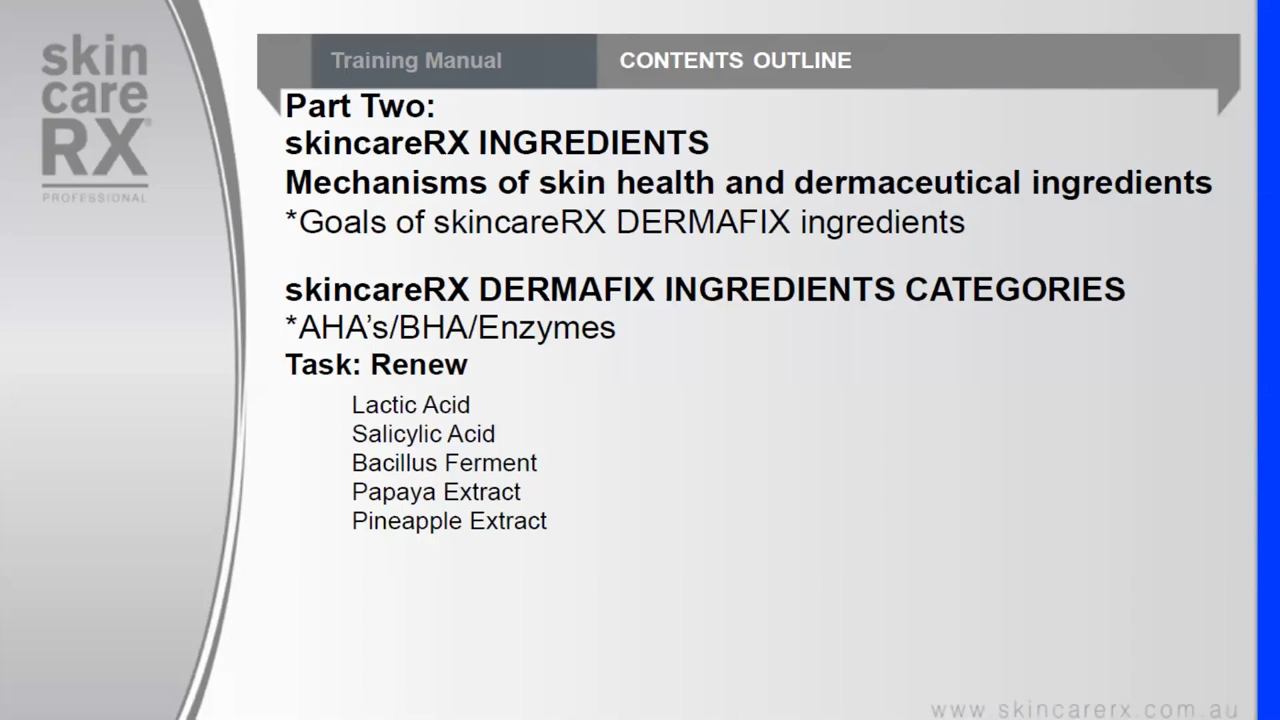 skin
care
RX®
PROFESSIONAL
Training Manual
CONTENTS OUTLINE
Part Two:
skincareRX INGREDIENTS
Mechanisms of skin health and dermaceutical ingredients
*Goals of skincareRX DERMAFIX ingredients
skincareRX DERMAFIX INGREDIENTS CATEGORIES
*AHA’s/BHA/Enzymes
Task: Renew
Lactic Acid
Salicylic Acid
Bacillus Ferment
Papaya Extract
Pineapple Extract
www.skincarerx.com.au